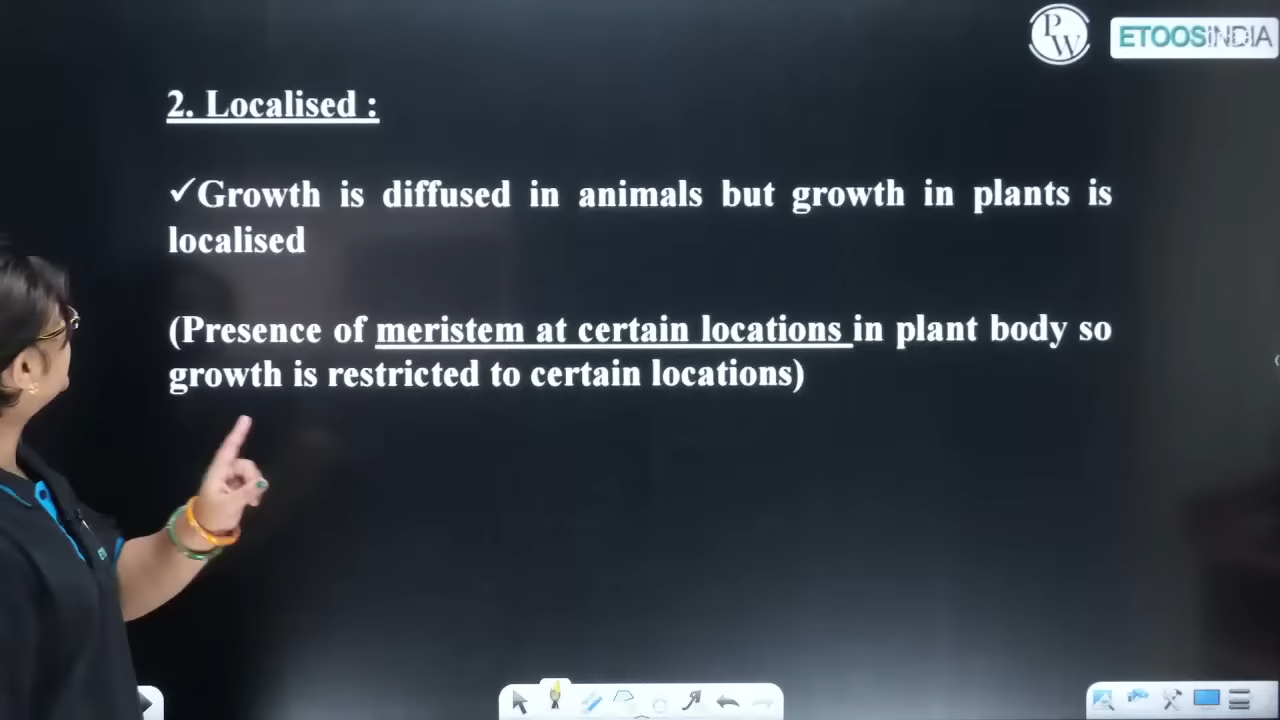 PW
ETOOSINDIA
2. Localised :
✓Growth is diffused in animals but growth in plants is
localised
(Presence of meristem at certain locations in plant body so
growth is restricted to certain locations)